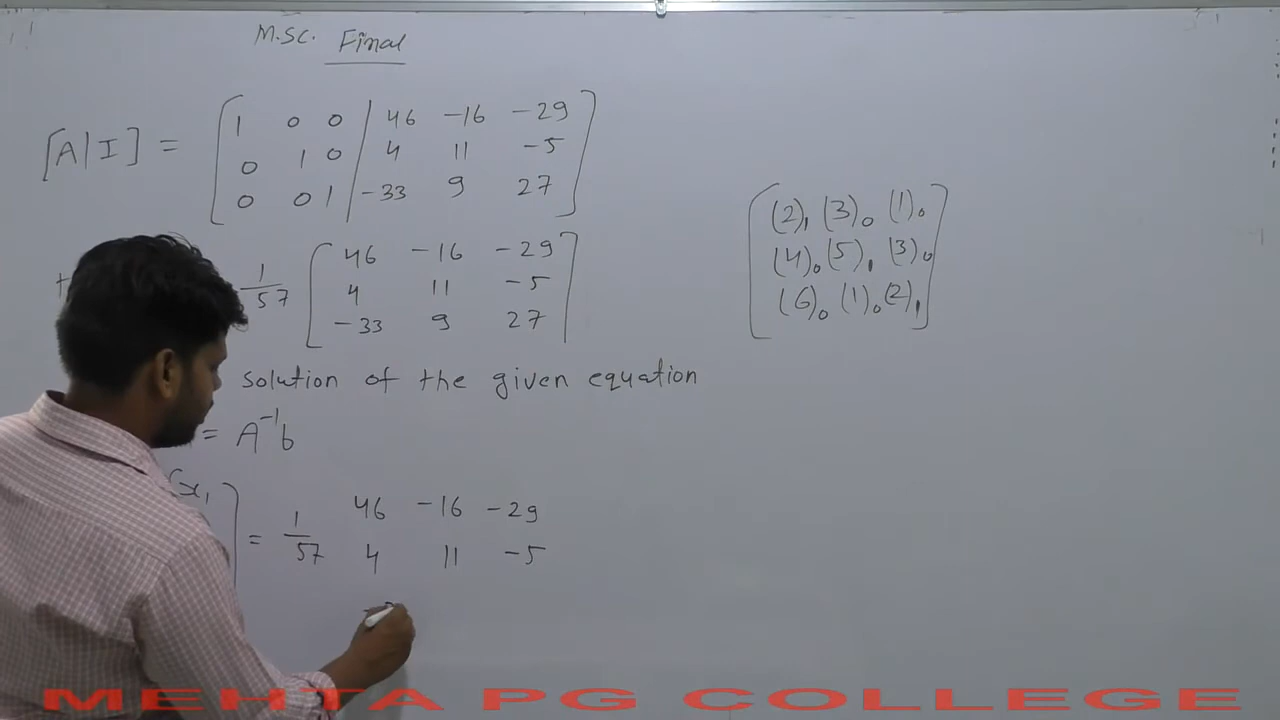 M.SC. Final
[A|I] = [ 1 0 0 | 46 -16 -29
0 1 0 | 4 11 -5
0 0 1 | -33 9 27 ]
1/57 [ 46 -16 -29
4 11 -5
-33 9 27 ]
solution of the given equation
= A⁻¹b
x₁ ] = 1/57 46 -16 -29
4 11 -5
[ (2)₁ (3)₀ (1)₀
(4)₀ (5)₁ (3)₀
(6)₀ (1)₀ (2)₁ ]
MEHTA PG COLLEGE